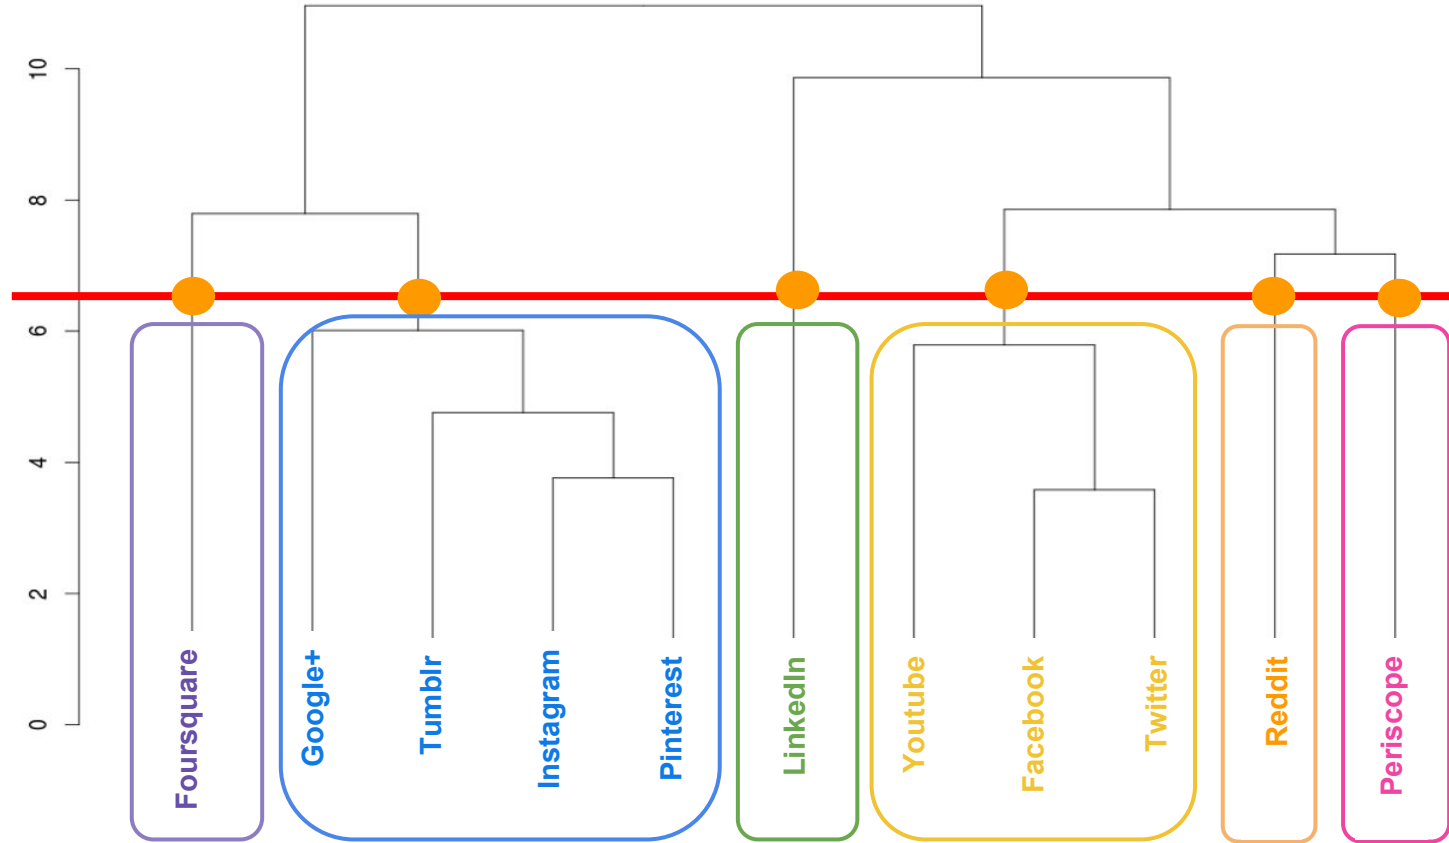 10
8
6
4
2
0
Foursquare
Google+
Tumblr
Instagram
Pinterest
LinkedIn
Youtube
Facebook
Twitter
Reddit
Periscope